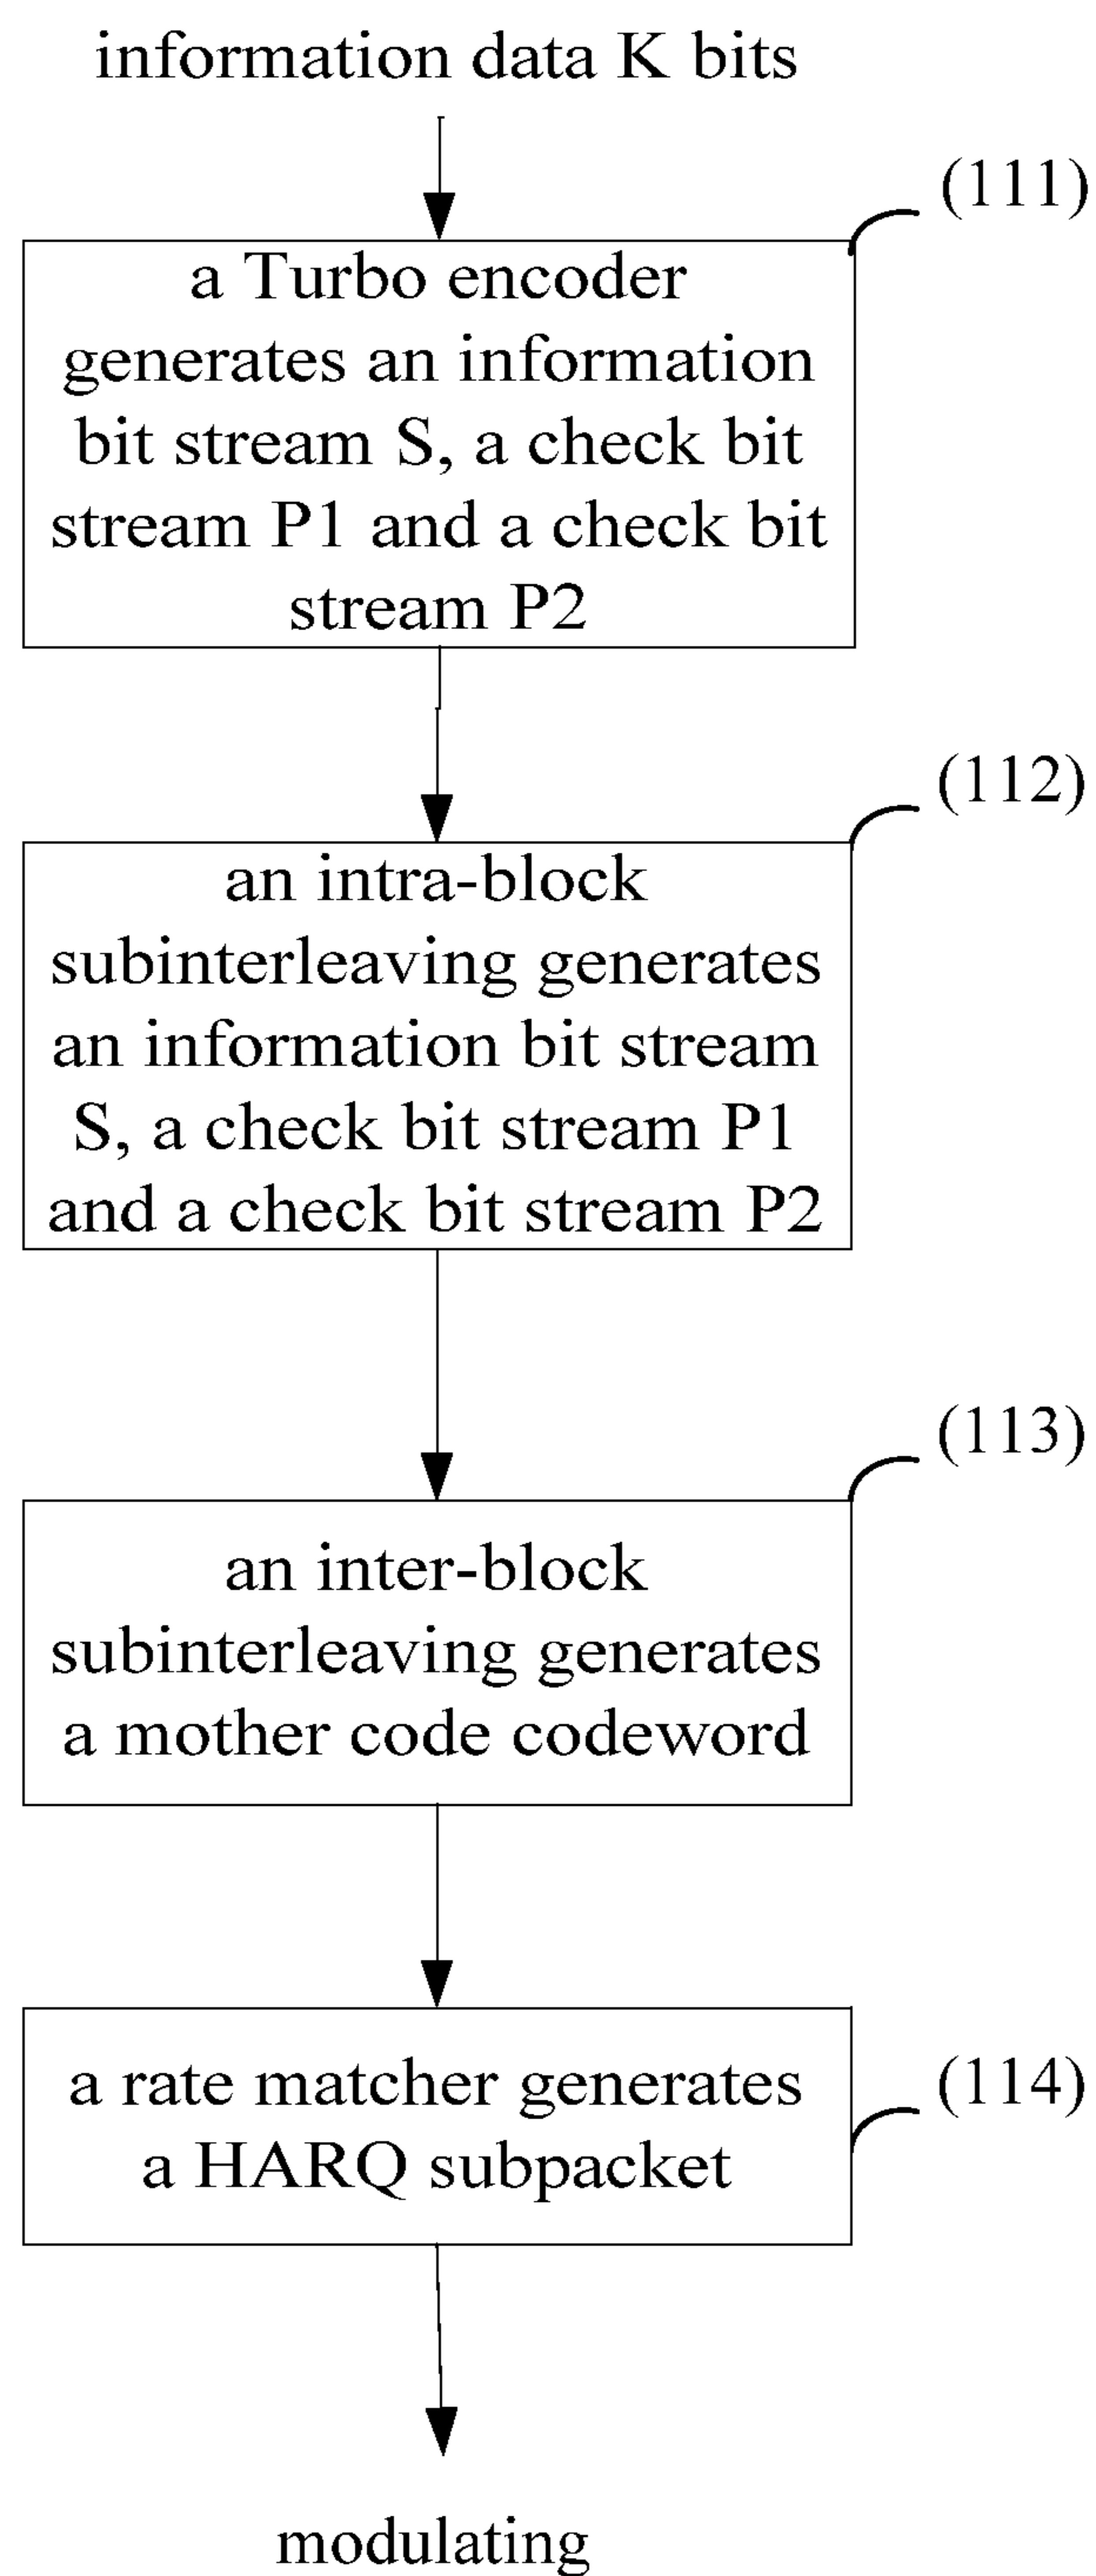 information data K bits
(111)
a Turbo encoder
generates an information
bit stream S, a check bit
stream P1 and a check bit
stream P2
(112)
an intra-block
subinterleaving generates
an information bit stream
S, a check bit stream P1
and a check bit stream P2
(113)
an inter-block
subinterleaving generates
a mother code codeword
(114)
a rate matcher generates
a HARQ subpacket
modulating